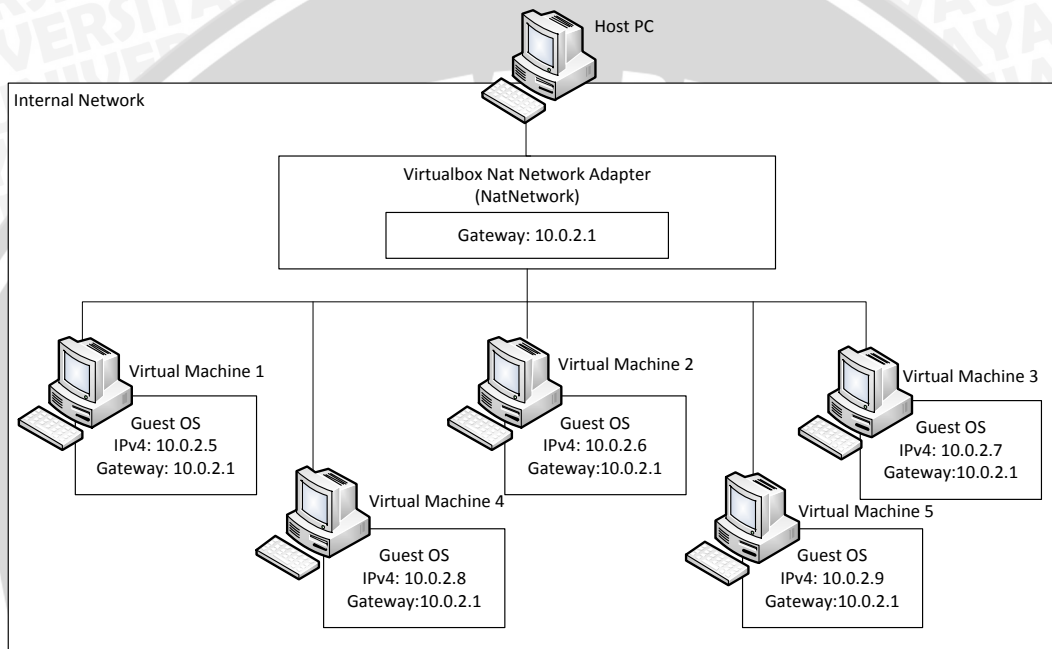 Host PC
Internal Network
Virtualbox Nat Network Adapter
(NatNetwork)
Gateway: 10.0.2.1
Virtual Machine 1
Guest OS
IPv4: 10.0.2.5
Gateway: 10.0.2.1
Virtual Machine 2
Guest OS
IPv4: 10.0.2.6
Gateway:10.0.2.1
Virtual Machine 3
Guest OS
IPv4: 10.0.2.7
Gateway:10.0.2.1
Virtual Machine 4
Guest OS
IPv4: 10.0.2.8
Gateway:10.0.2.1
Virtual Machine 5
Guest OS
IPv4: 10.0.2.9
Gateway:10.0.2.1